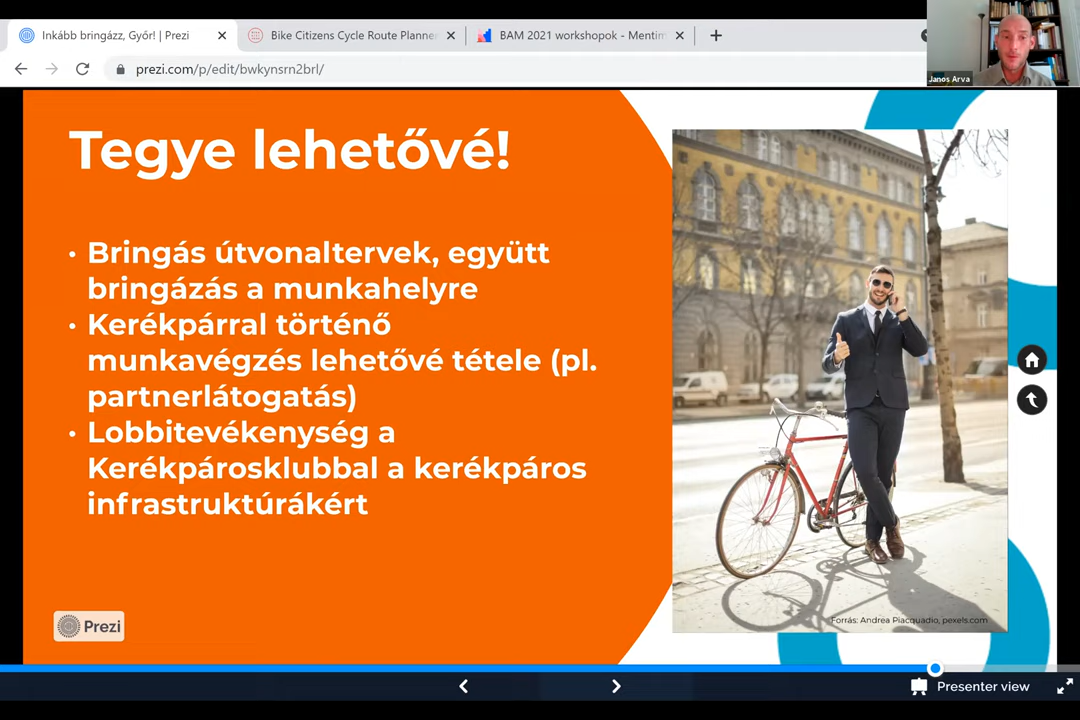 Inkább bringázz, Győr! | Prezi
Bike Citizens Cycle Route Planner
BAM 2021 workshopok - Mentim
prezi.com/p/edit/bwkynsrn2brl/
Janos Arva
Tegye lehetővé!
• Bringás útvonaltervek, együtt
bringázás a munkahelyre
• Kerékpárral történő
munkavégzés lehetővé tétele (pl.
partnerlátogatás)
• Lobbitevékenység a
Kerékpárosklubbal a kerékpáros
infrastruktúrákért
Forrás: Andrea Piacquadio, pexels.com
Prezi
Presenter view